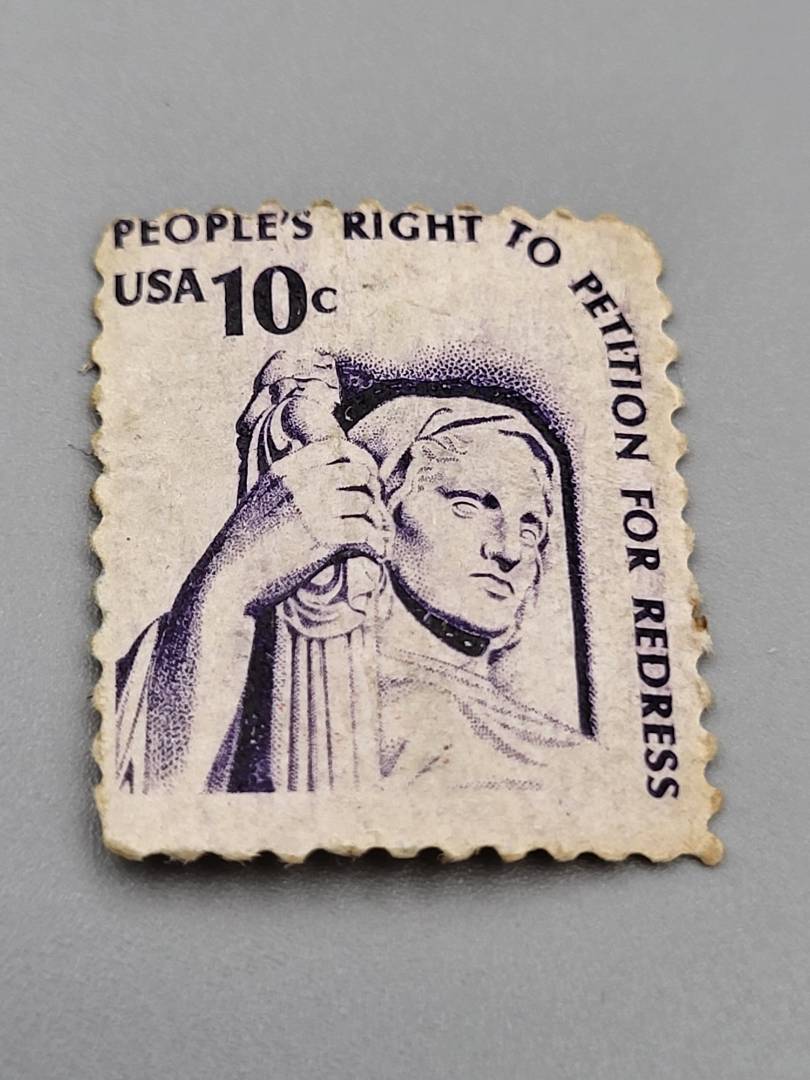 PEOPLE'S RIGHT TO PETITION FOR REDRESS
USA 10c